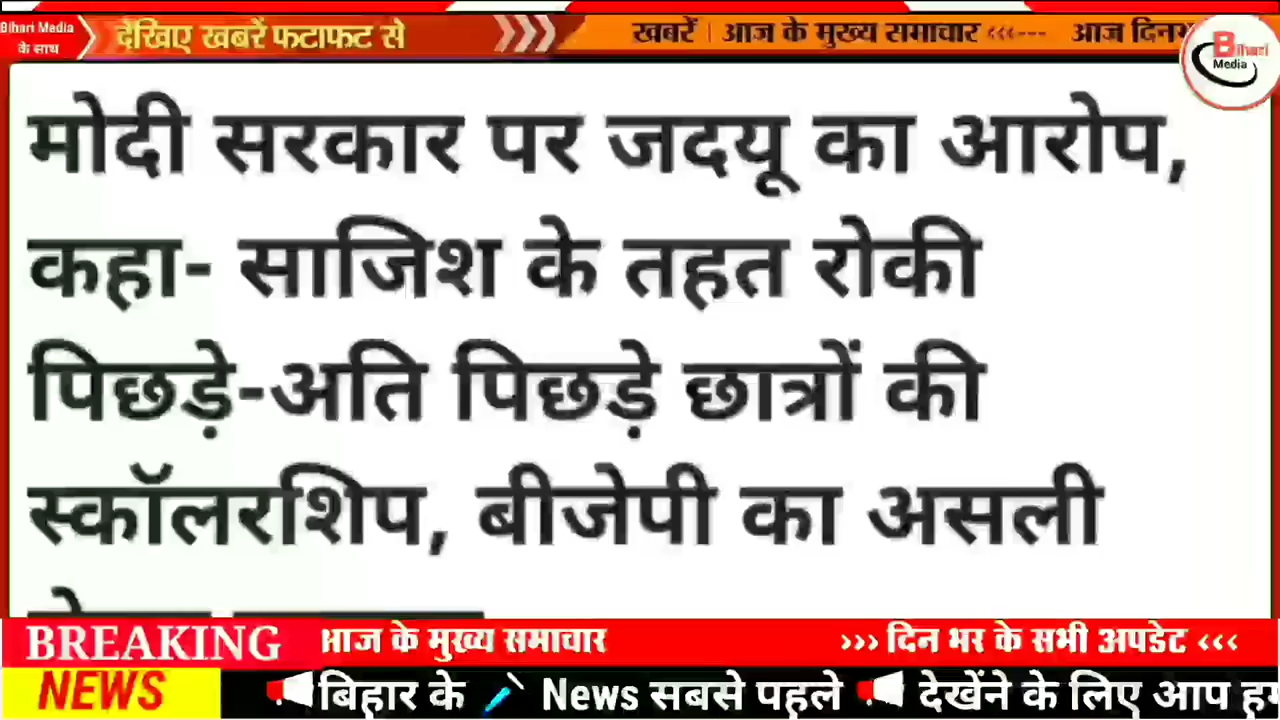 Bihari Media
के साथ
देखिए खबरें फटाफट से
खबरें | आज के मुख्य समाचार <<<--- आज
Bihari
Media
मोदी सरकार पर जदयू का आरोप,
कहा- साजिश के तहत रोकी
पिछड़े-अति पिछड़े छात्रों की
स्कॉलरशिप, बीजेपी का असली
BREAKING
NEWS
आज के मुख्य समाचार >>> दिन भर के सभी अपडेट <<<
बिहार के News सबसे पहले देखेंने के लिए आप